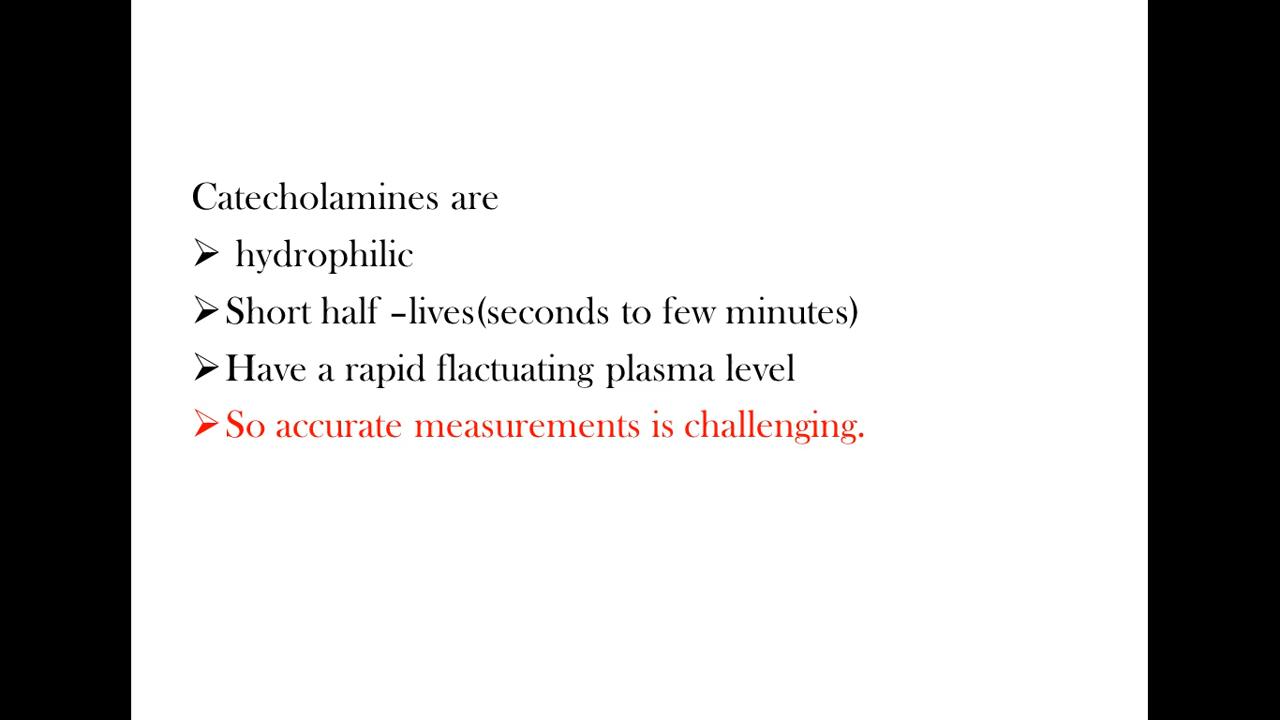 Catecholamines are
➢ hydrophilic
➢Short half –lives(seconds to few minutes)
➢Have a rapid flactuating plasma level
➢So accurate measurements is challenging.